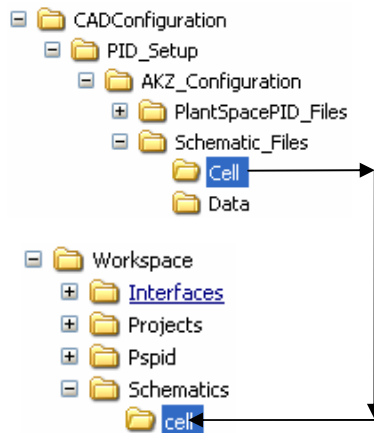 CADConfiguration
PID_Setup
AKZ_Configuration
PlantSpacePID_Files
Schematic_Files
Cell
Data
Workspace
Interfaces
Projects
Pspid
Schematics
cell